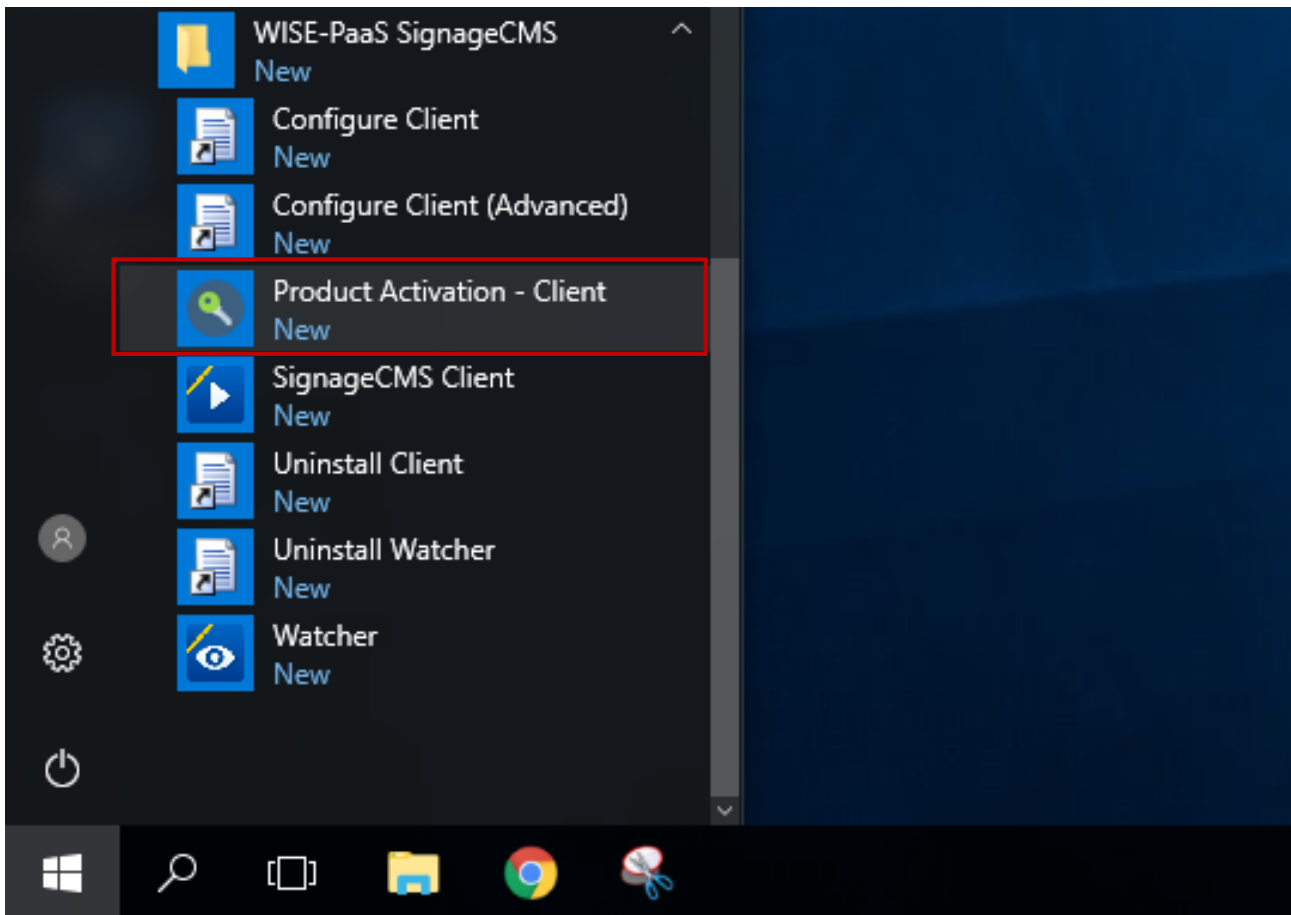 WISE-PaaS SignageCMS
New
Configure Client
New
Configure Client (Advanced)
New
Product Activation - Client
New
SignageCMS Client
New
Uninstall Client
New
Uninstall Watcher
New
Watcher
New